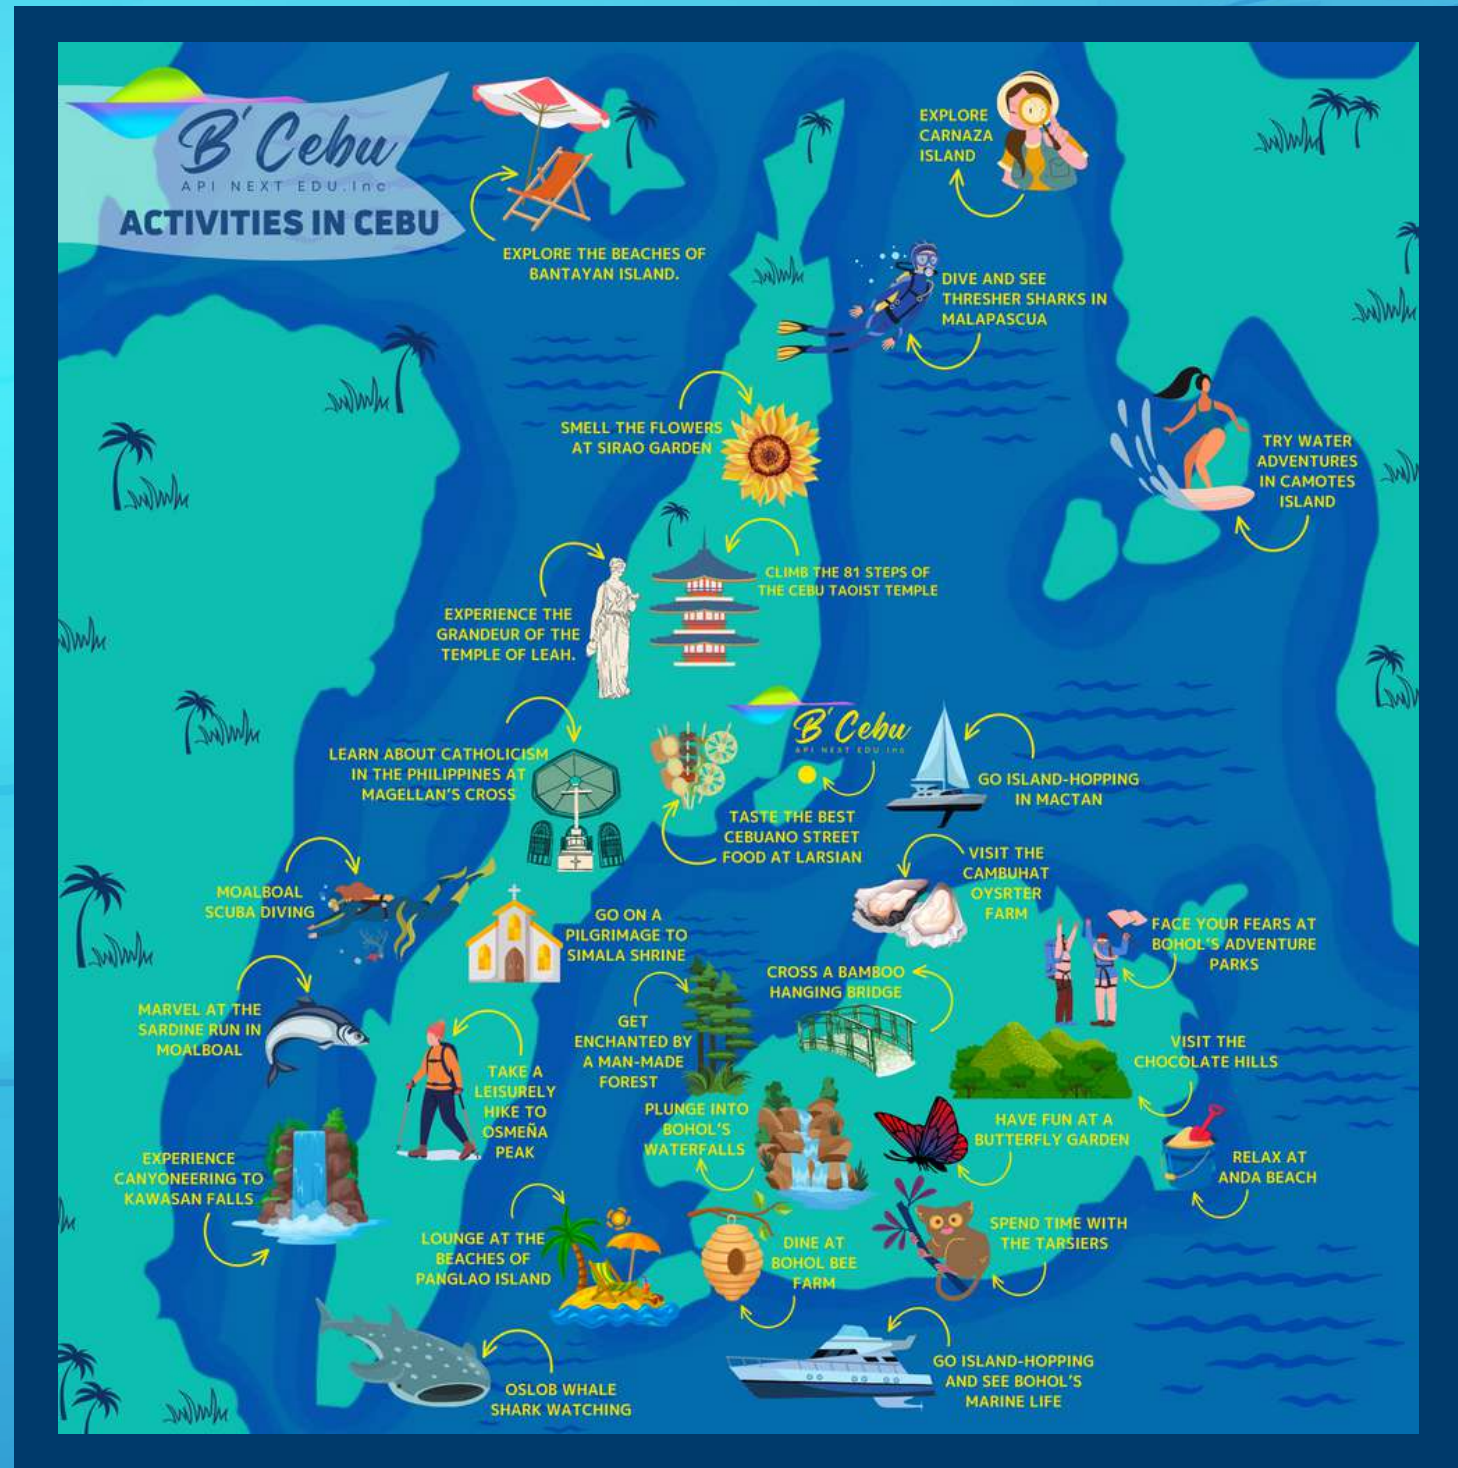 B' Cebu
API NEXT EDU.Inc
ACTIVITIES IN CEBU
EXPLORE THE BEACHES OF
BANTAYAN ISLAND.
EXPLORE
CARNAZA
ISLAND
DIVE AND SEE
THRESHER SHARKS IN
MALAPASCUA
SMELL THE FLOWERS
AT SIRAO GARDEN
TRY WATER
ADVENTURES
IN CAMOTES
ISLAND
CLIMB THE 81 STEPS OF
THE CEBU TAOIST TEMPLE
EXPERIENCE THE
GRANDEUR OF THE
TEMPLE OF LEAH.
B' Cebu
API NEXT EDU.Inc
LEARN ABOUT CATHOLICISM
IN THE PHILIPPINES AT
MAGELLAN'S CROSS
GO ISLAND-HOPPING
IN MACTAN
TASTE THE BEST
CEBUANO STREET
FOOD AT LARSIAN
VISIT THE
CAMBUHAT
OYSRTER
FARM
MOALBOAL
SCUBA DIVING
GO ON A
PILGRIMAGE TO
SIMALA SHRINE
FACE YOUR FEARS AT
BOHOL'S ADVENTURE
PARKS
CROSS A BAMBOO
HANGING BRIDGE
MARVEL AT THE
SARDINE RUN IN
MOALBOAL
GET
ENCHANTED BY
A MAN-MADE
FOREST
VISIT THE
CHOCOLATE HILLS
TAKE A
LEISURELY
HIKE TO
OSMEÑA
PEAK
PLUNGE INTO
BOHOL'S
WATERFALLS
HAVE FUN AT A
BUTTERFLY GARDEN
EXPERIENCE
CANYONEERING TO
KAWASAN FALLS
RELAX AT
ANDA BEACH
LOUNGE AT THE
BEACHES OF
PANGLAO ISLAND
DINE AT
BOHOL BEE
FARM
SPEND TIME WITH
THE TARSIERS
OSLOB WHALE
SHARK WATCHING
GO ISLAND-HOPPING
AND SEE BOHOL'S
MARINE LIFE